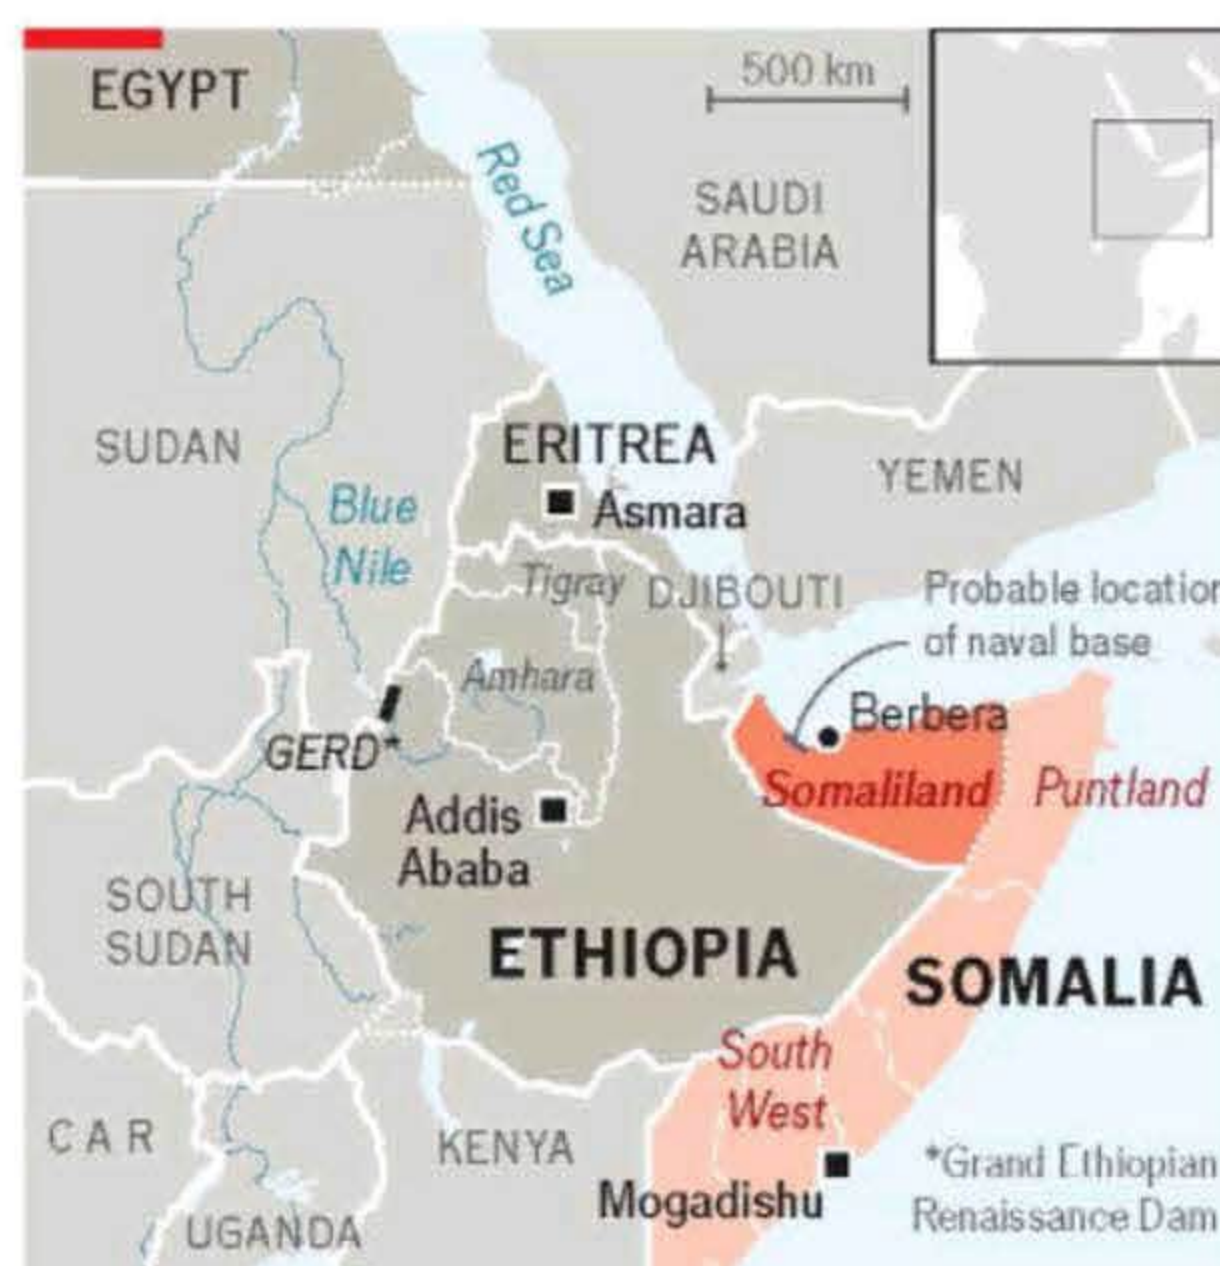 EGYPT
500 km
Red Sea
SAUDI
ARABIA
SUDAN
ERITREA
YEMEN
Blue
Nile
Asmara
Tigray
DJIBOUTI
Probable location
of naval base
Amhara
Berbera
GERD*
Somaliland
Puntland
Addis
Ababa
SOUTH
SUDAN
ETHIOPIA
SOMALIA
South
West
CAR
KENYA
*Grand Ethiopian
Renaissance Dam
Mogadishu
UGANDA